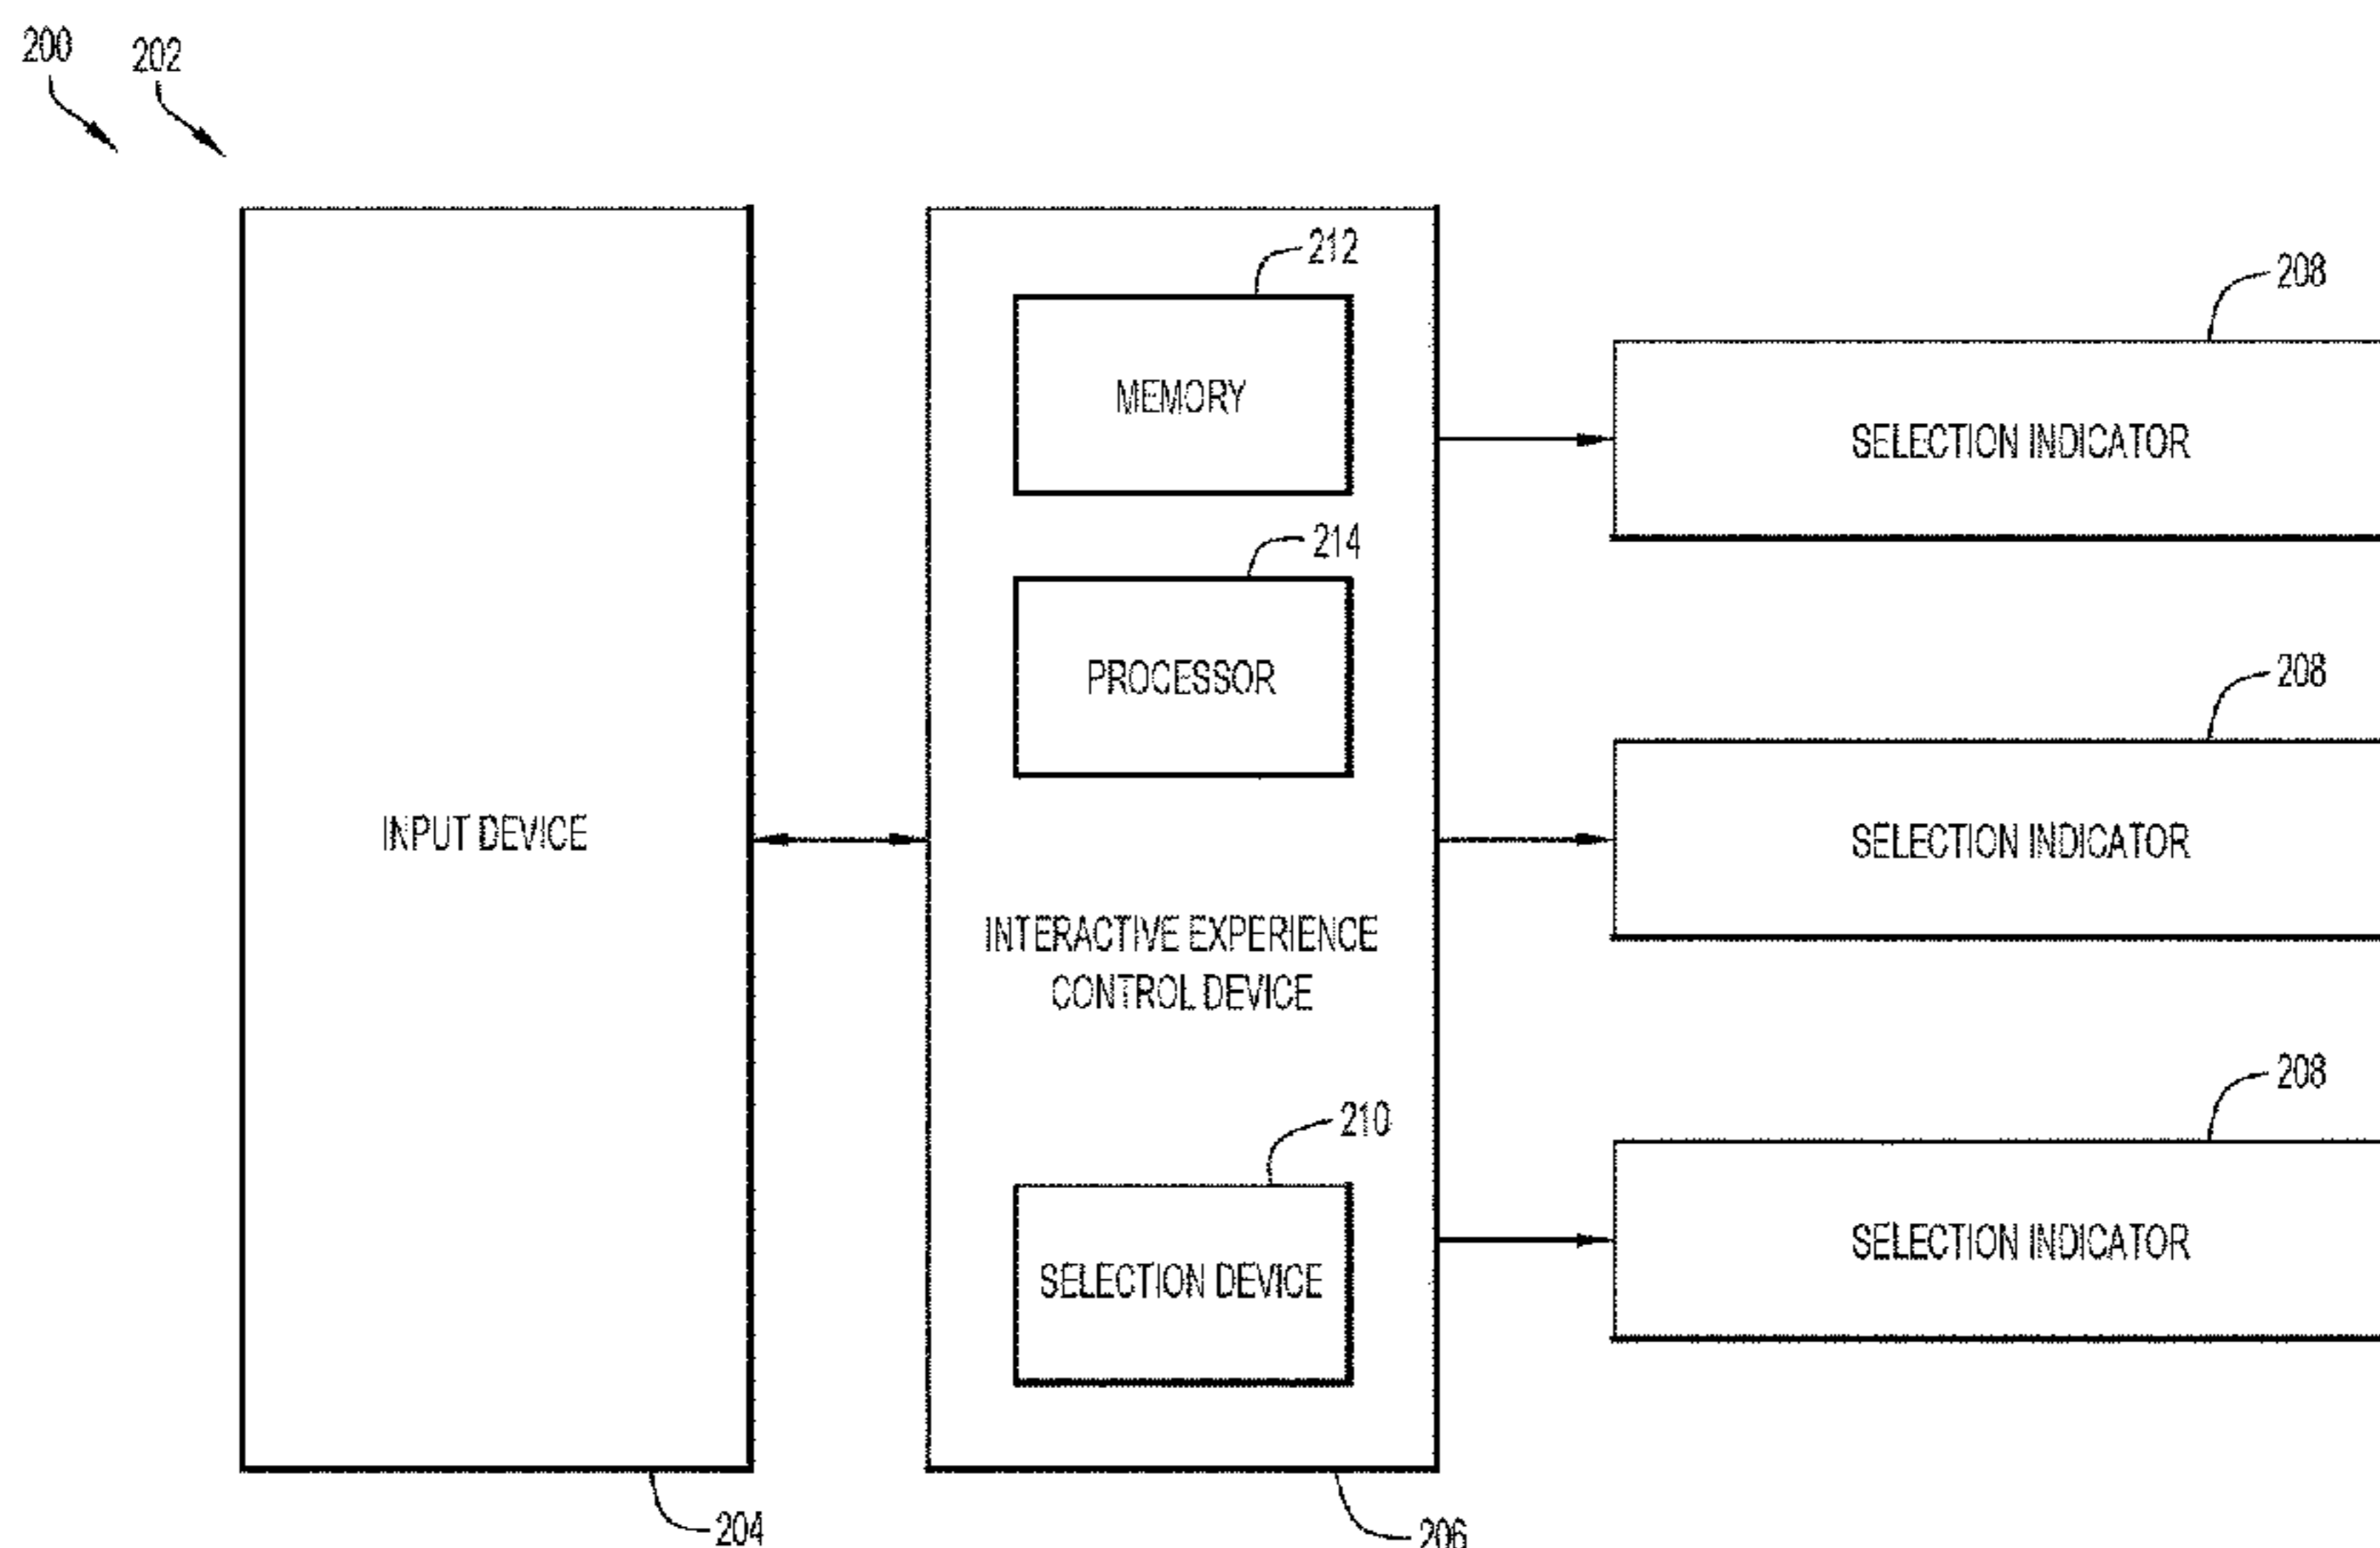 200
202
212
208
MEMORY
SELECTION INDICATOR
214
PROCESSOR
208
INPUT DEVICE
SELECTION INDICATOR
INTERACTIVE EXPERIENCE
CONTROL DEVICE
208
210
SELECTION INDICATOR
SELECTION DEVICE
204
206